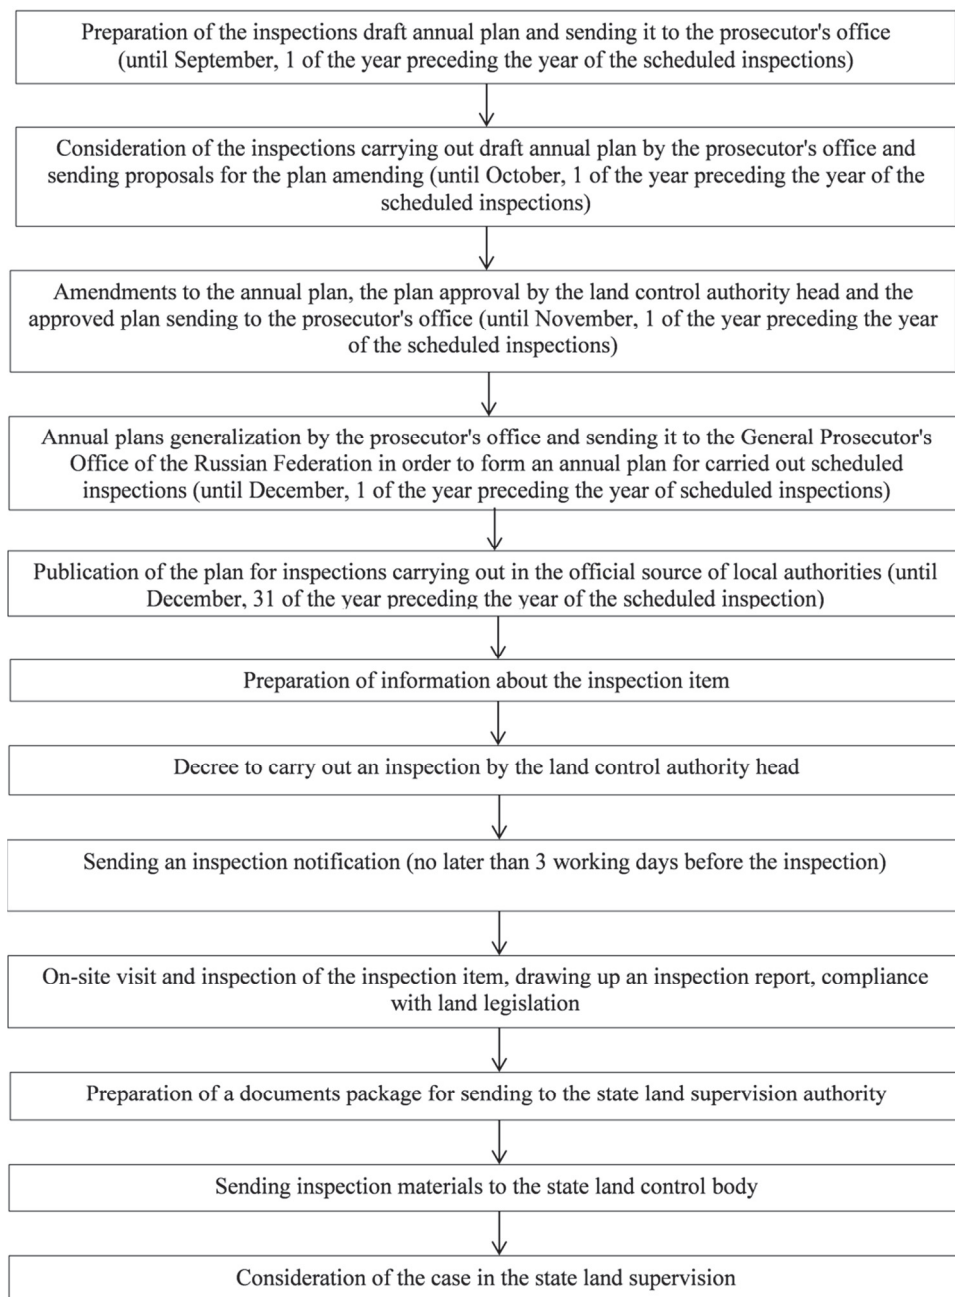 Preparation of the inspections draft annual plan and sending it to the prosecutor's office
(until September, 1 of the year preceding the year of the scheduled inspections)
Consideration of the inspections carrying out draft annual plan by the prosecutor's office and
sending proposals for the plan amending (until October, 1 of the year preceding the year of the
scheduled inspections)
Amendments to the annual plan, the plan approval by the land control authority head and the
approved plan sending to the prosecutor's office (until November, 1 of the year preceding the year
of the scheduled inspections)
Annual plans generalization by the prosecutor's office and sending it to the General Prosecutor's
Office of the Russian Federation in order to form an annual plan for carried out scheduled
inspections (until December, 1 of the year preceding the year of scheduled inspections)
Publication of the plan for inspections carrying out in the official source of local authorities (until
December, 31 of the year preceding the year of the scheduled inspection)
Preparation of information about the inspection item
Decree to carry out an inspection by the land control authority head
Sending an inspection notification (no later than 3 working days before the inspection)
On-site visit and inspection of the inspection item, drawing up an inspection report, compliance
with land legislation
Preparation of a documents package for sending to the state land supervision authority
Sending inspection materials to the state land control body
Consideration of the case in the state land supervision